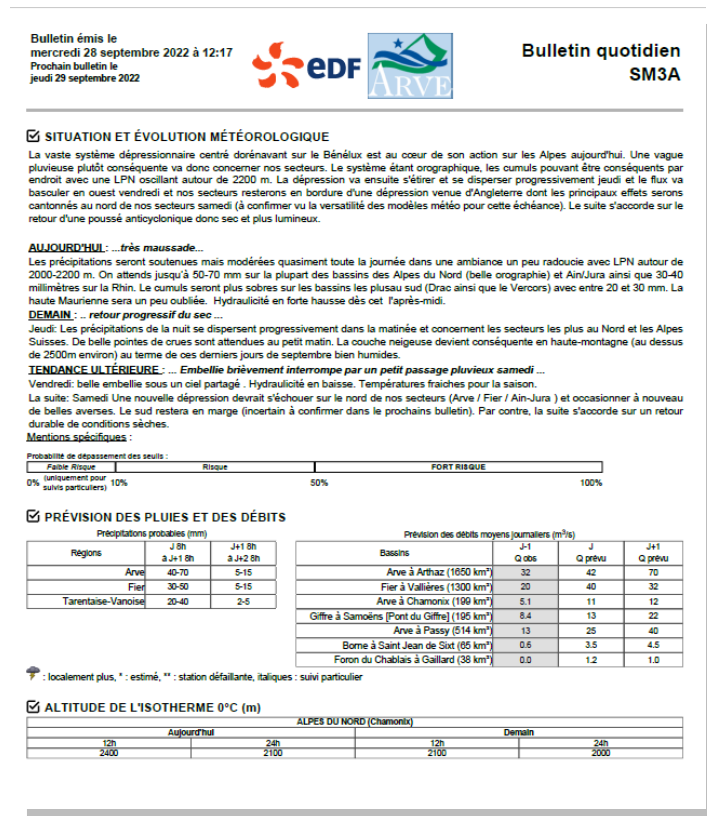 Bulletin émis le
mercredi 28 septembre 2022 à 12:17
Prochain bulletin le
jeudi 29 septembre 2022
edf
ARVE
Bulletin quotidien
SM3A
SITUATION ET ÉVOLUTION MÉTÉOROLOGIQUE
La vaste système dépressionnaire centré dorénavant sur le Bénélux est au cœur de son action sur les Alpes aujourd'hui. Une vague
pluvieuse plutôt conséquente va donc concerner nos secteurs. Le système étant orographique, les cumuls pouvant être conséquents par
endroit avec une LPN oscillant autour de 2200 m. La dépression va ensuite s'étirer et se disperser progressivement jeudi et le flux va
basculer en ouest vendredi et nos secteurs resterons en bordure d'une dépression venue d'Angleterre dont les principaux effets serons
cantonnés au nord de nos secteurs samedi (à confirmer vu la versatilité des modèles météo pour cette échéance). Le suite s'accorde sur le
retour d'une poussé anticyclonique donc sec et plus lumineux.
AUJOURD'HUI : ...très maussade...
Les précipitations seront soutenues mais modérées quasiment toute la journée dans une ambiance un peu radoucie avec LPN autour de
2000-2200 m. On attends jusqu'à 50-70 mm sur la plupart des bassins des Alpes du Nord (belle orographie) et Ain/Jura ainsi que 30-40
millimètres sur la Rhin. Le cumuls seront plus sobres sur les bassins les plusau sud (Drac ainsi que le Vercors) avec entre 20 et 30 mm. La
haute Maurienne sera un peu oubliée. Hydraulicité en forte hausse dès cet l'après-midi.
DEMAIN : .. retour progressif du sec ...
Jeudi: Les précipitations de la nuit se dispersent progressivement dans la matinée et concernent les secteurs les plus au Nord et les Alpes
Suisses. De belle pointes de crues sont attendues au petit matin. La couche neigeuse devient conséquente en haute-montagne (au dessus
de 2500m environ) au terme de ces derniers jours de septembre bien humides.
TENDANCE ULTÉRIEURE : ... Embellie brièvement interrompe par un petit passage pluvieux samedi ...
Vendredi: belle embellie sous un ciel partagé . Hydraulicité en baisse. Températures fraiches pour la saison.
La suite: Samedi Une nouvelle dépression devrait s'échouer sur le nord de nos secteurs (Arve / Fier / Ain-Jura ) et occasionner à nouveau
de belles averses. Le sud restera en marge (incertain à confirmer dans le prochains bulletin). Par contre, la suite s'accorde sur un retour
durable de conditions sèches.
Mentions spécifiques :
Probabilité de dépassement des seuils :
Faible Risque Risque FORT RISQUE
0% (uniquement pour suivis particuliers) 10% 50% 100%
PRÉVISION DES PLUIES ET DES DÉBITS
Précipitations probables (mm)
Régions J 8h à J+1 8h J+1 8h à J+2 8h
Arve 40-70 5-15
Fier 30-50 5-15
Tarentaise-Vanoise 20-40 2-5
Prévision des débits moyens journaliers (m³/s)
Bassins J-1 Q obs J Q prévu J+1 Q prévu
Arve à Arthaz (1650 km²) 32 42 70
Fier à Vallières (1300 km²) 20 40 32
Arve à Chamonix (199 km²) 5.1 11 12
Giffre à Samoëns [Pont du Giffre] (195 km²) 8.4 13 22
Arve à Passy (514 km²) 13 25 40
Borne à Saint Jean de Sixt (65 km²) 0.6 3.5 4.5
Foron du Chablais à Gaillard (38 km²) 0.0 1.2 1.0
: localement plus, * : estimé, ** : station défaillante, italiques : suivi particulier
ALTITUDE DE L'ISOTHERME 0°C (m)
ALPES DU NORD (Chamonix)
Aujourd'hui Demain
12h 24h 12h 24h
2400 2100 2100 2000